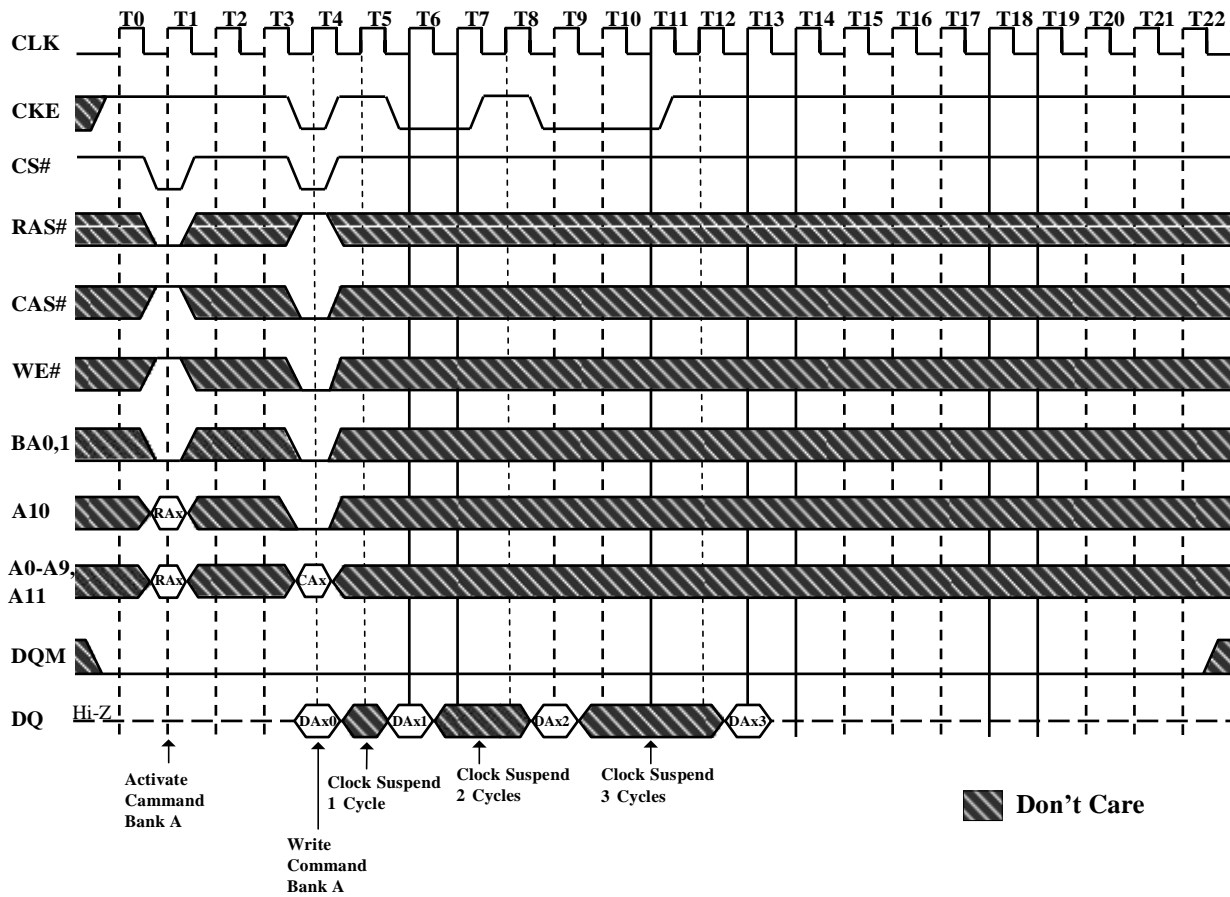 T0 T1 T2 T3 T4 T5 T6 T7 T8 T9 T10 T11 T12 T13 T14 T15 T16 T17 T18 T19 T20 T21 T22
CLK
CKE
CS#
RAS#
CAS#
WE#
BA0,1
A10
RAx
A0-A9,
A11
RAx
CAx
DQM
DQ
Hi-Z
DAx0
DAx1
DAx2
DAx3
Activate
Cammand
Bank A
Write
Command
Bank A
Clock Suspend
1 Cycle
Clock Suspend
2 Cycles
Clock Suspend
3 Cycles
Don't Care